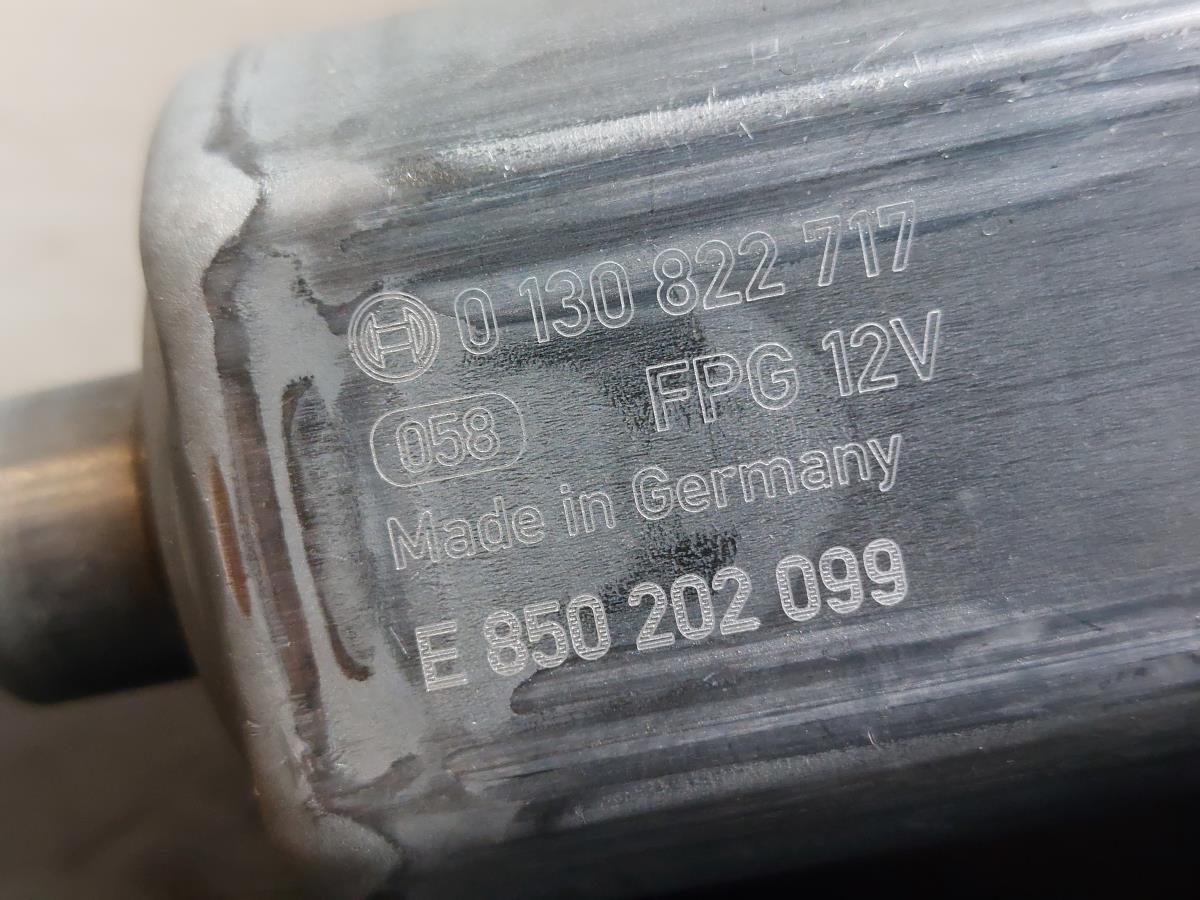 0 130 822 717
058 FPG 12V
Made in Germany
E 850 202 099